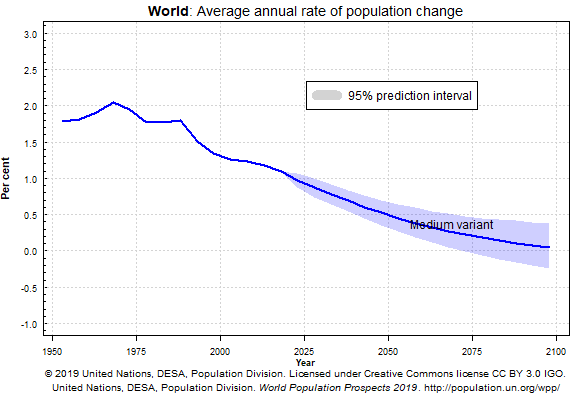 World: Average annual rate of population change
3.0
2.5
2.0
1.5
1.0
0.5
0.0
-0.5
-1.0
Per cent
95% prediction interval
Medium variant
1950 1975 2000 2025 2050 2075 2100
Year
© 2019 United Nations, DESA, Population Division. Licensed under Creative Commons license CC BY 3.0 IGO.
United Nations, DESA, Population Division. World Population Prospects 2019. http://population.un.org/wpp/